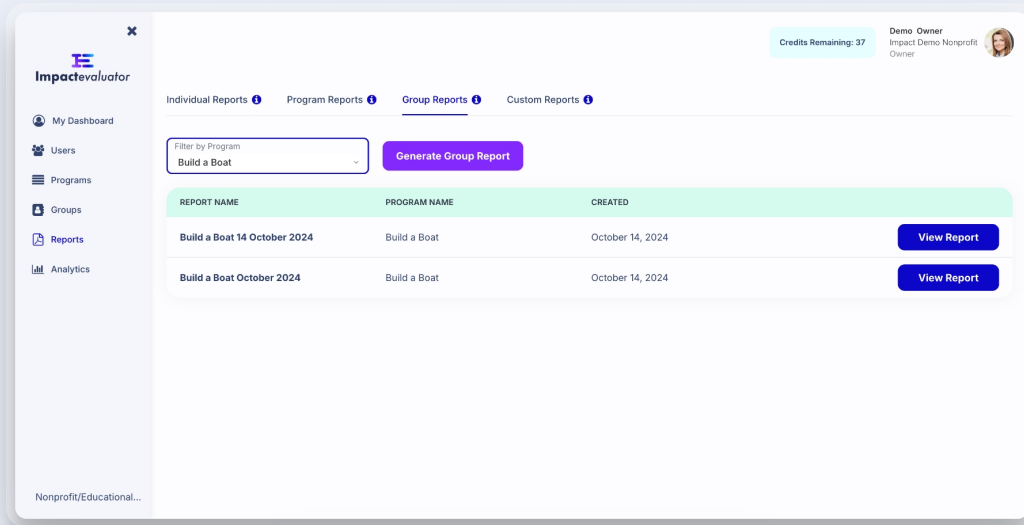 Credits Remaining: 37
Demo Owner
Impact Demo Nonprofit
Owner
Impactevaluator
My Dashboard
Users
Programs
Groups
Reports
Analytics
Nonprofit/Educational...
Individual Reports
Program Reports
Group Reports
Custom Reports
Filter by Program
Build a Boat
Generate Group Report
REPORT NAME PROGRAM NAME CREATED
Build a Boat 14 October 2024 Build a Boat October 14, 2024 View Report
Build a Boat October 2024 Build a Boat October 14, 2024 View Report